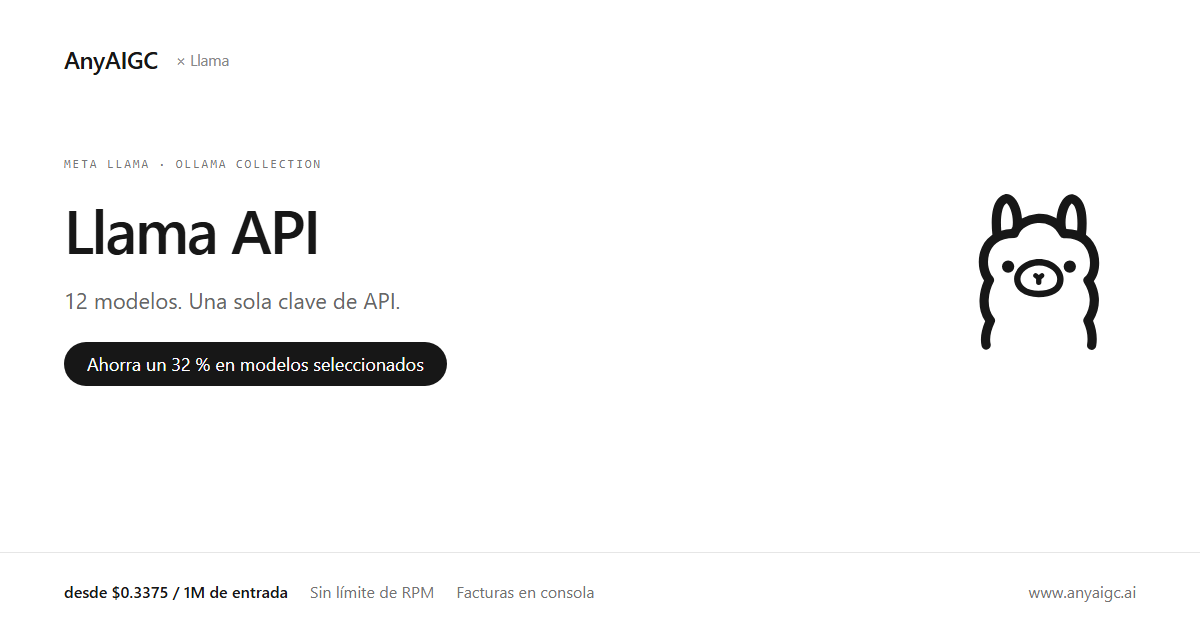 AnyAIGC × Llama
META LLAMA · OLLAMA COLLECTION
Llama API
12 modelos. Una sola clave de API.
Ahorra un 32 % en modelos seleccionados
desde $0.3375 / 1M de entrada Sin límite de RPM Facturas en consola www.anyaigc.ai